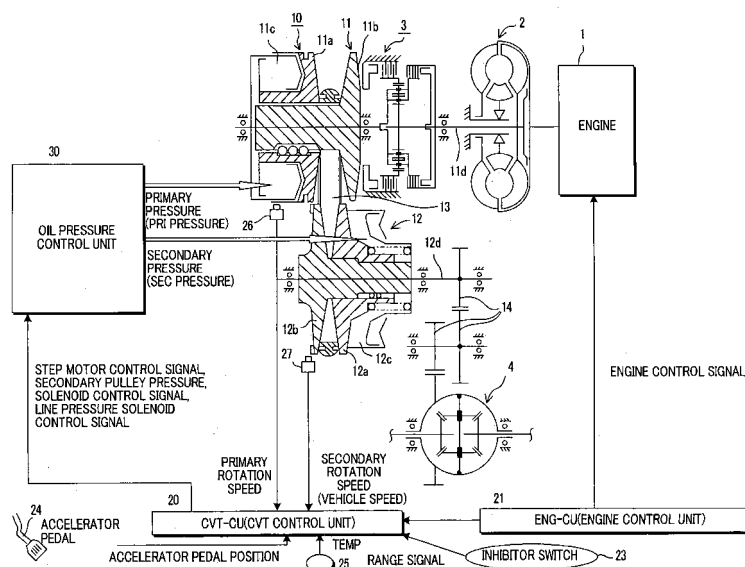 10
11c
11a
11
11b
3
2
1
ENGINE
11d
30
OIL PRESSURE
CONTROL UNIT
PRIMARY
PRESSURE
(PRI PRESSURE)
26
13
12
SECONDARY
PRESSURE
(SEC PRESSURE)
12d
14
12b
27
12a
12c
4
STEP MOTOR CONTROL SIGNAL,
SECONDARY PULLEY PRESSURE,
SOLENOID CONTROL SIGNAL,
LINE PRESSURE SOLENOID
CONTROL SIGNAL
ENGINE CONTROL SIGNAL
PRIMARY
ROTATION
SPEED
SECONDARY
ROTATION
SPEED
(VEHICLE SPEED)
20
CVT-CU(CVT CONTROL UNIT)
21
ENG-CU(ENGINE CONTROL UNIT)
24
ACCELERATOR
PEDAL
ACCELERATOR PEDAL POSITION
TEMP
25
RANGE SIGNAL
INHIBITOR SWITCH
23